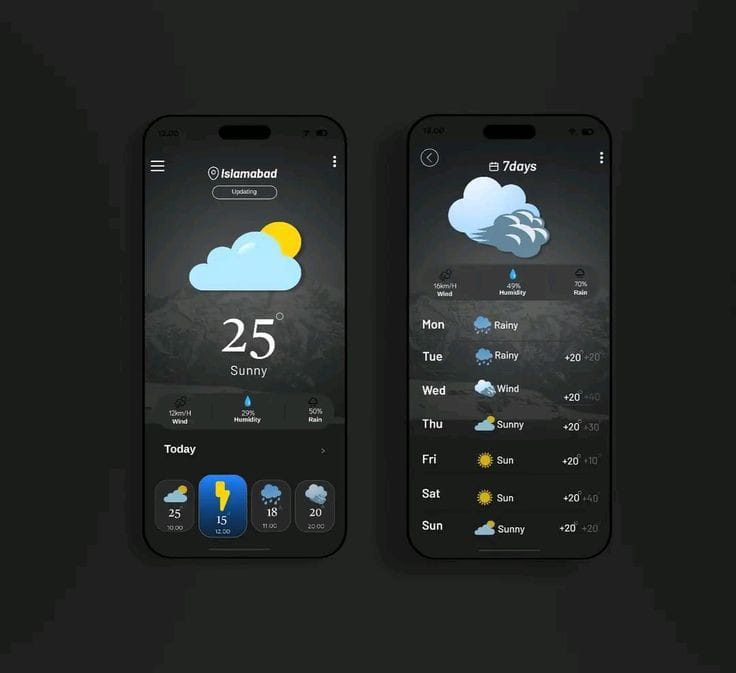 12.00
Islamabad
Updating
25°
Sunny
12km/H
Wind
29%
Humidity
50%
Rain
Today
25°
10.00
15°
12.00
18°
11.00
20
20.00
7days
16km/H
Wind
49%
Humidity
70%
Rain
Mon Rainy
Tue Rainy +20° +20°
Wed Wind +20° +40
Thu Sunny +20° +30
Fri Sun +20° +10°
Sat Sun +20° +40
Sun Sunny +20° +20